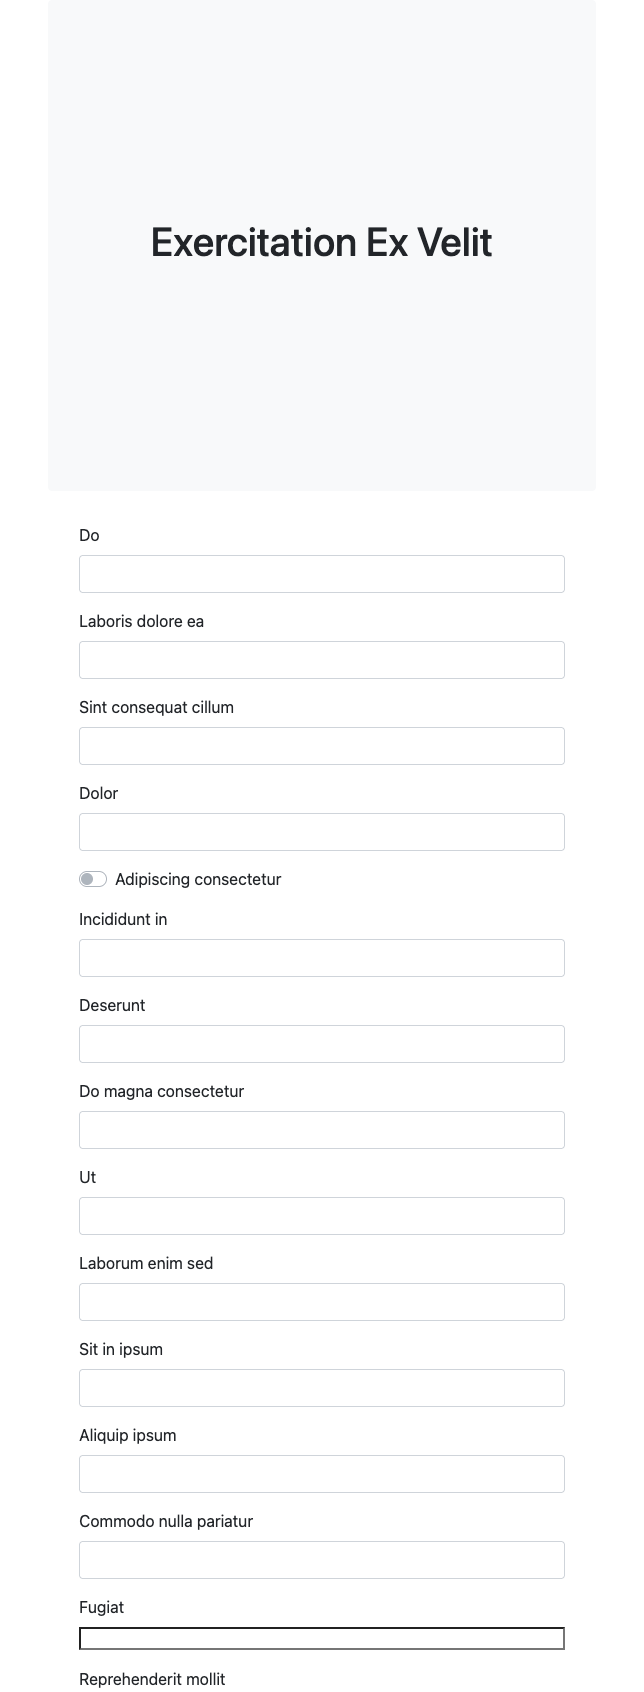 Exercitation Ex Velit
Do
Laboris dolore ea
Sint consequat cillum
Dolor
Adipiscing consectetur
Incididunt in
Deserunt
Do magna consectetur
Ut
Laborum enim sed
Sit in ipsum
Aliquip ipsum
Commodo nulla pariatur
Fugiat
Reprehenderit mollit